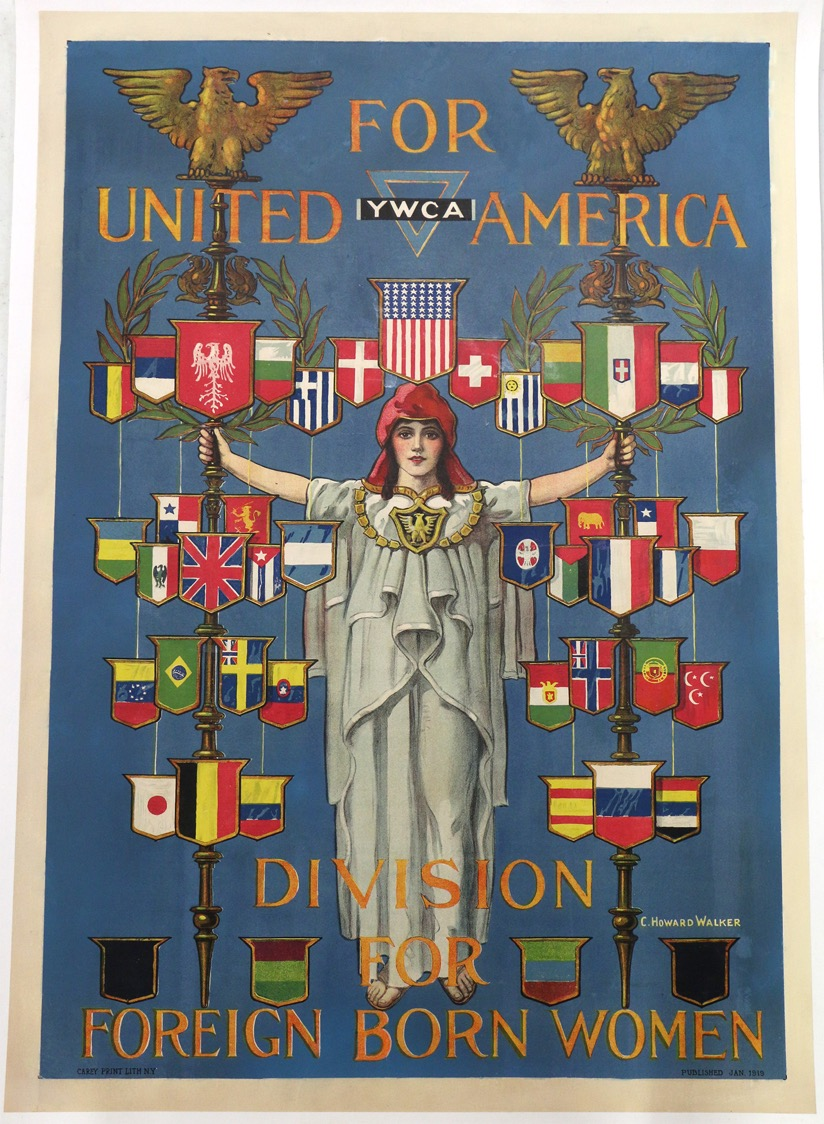 FOR
UNITED YWCA AMERICA
C. HOWARD WALKER
DIVISION
FOR
FOREIGN BORN WOMEN
CAREY PRINT LITH N.Y.
PUBLISHED JAN. 1919